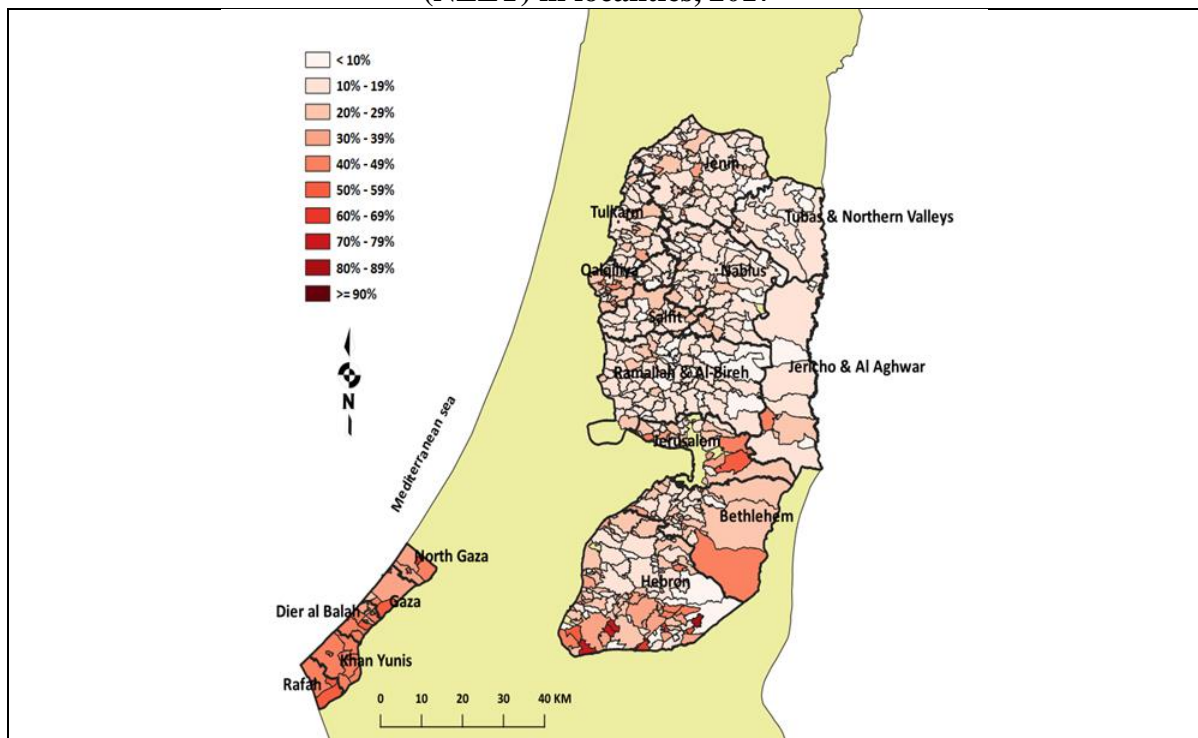 in localities,
< 10%
10% - 19%
20% - 29%
30% - 39%
40% - 49%
50% - 59%
60% - 69%
70% - 79%
80% - 89%
>= 90%
N
Mediterranean sea
Jenin
Tulkarm
Tubas & Northern Valleys
Qalqiliya
Nablus
Salfit
Ramallah & Al-Bireh
Jericho & Al Aghwar
Jerusalem
Bethlehem
Hebron
North Gaza
Gaza
Dier al Balah
Khan Yunis
Rafah
0 10 20 30 40 KM